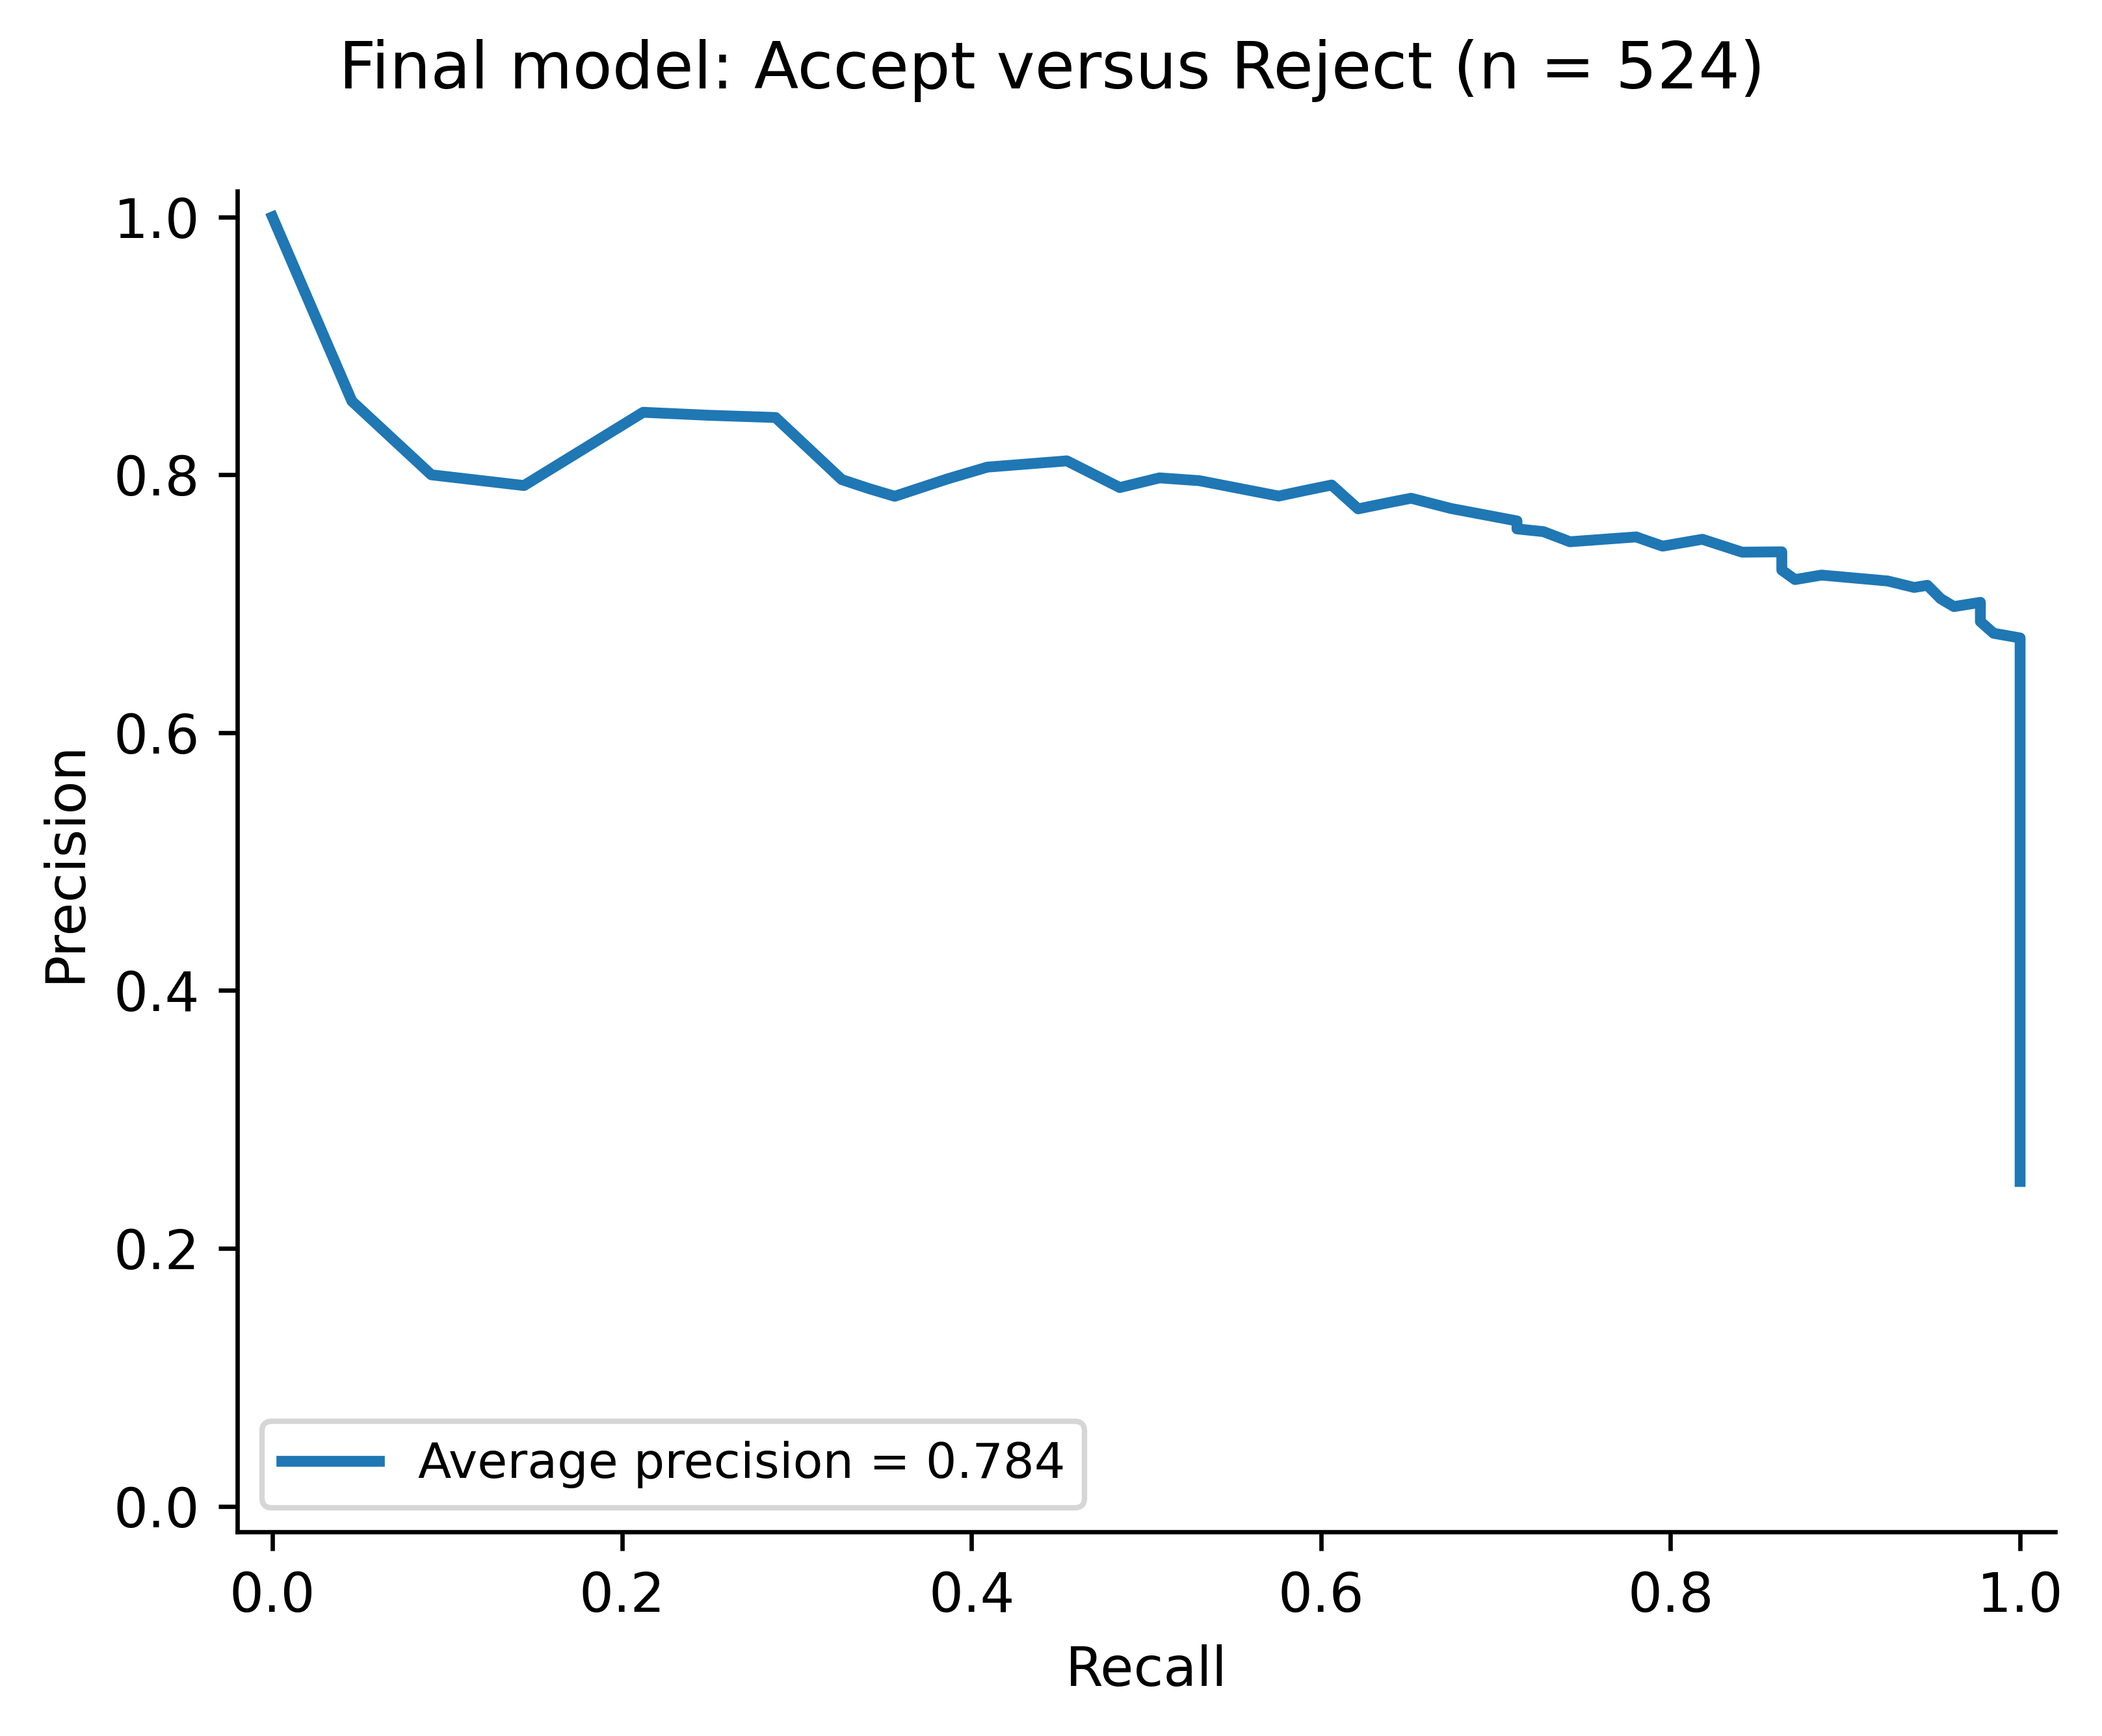 Final model: Accept versus Reject (n = 524)
1.0
0.8
0.6
0.4
0.2
0.0
Precision
Average precision = 0.784
0.0 0.2 0.4 0.6 0.8 1.0
Recall